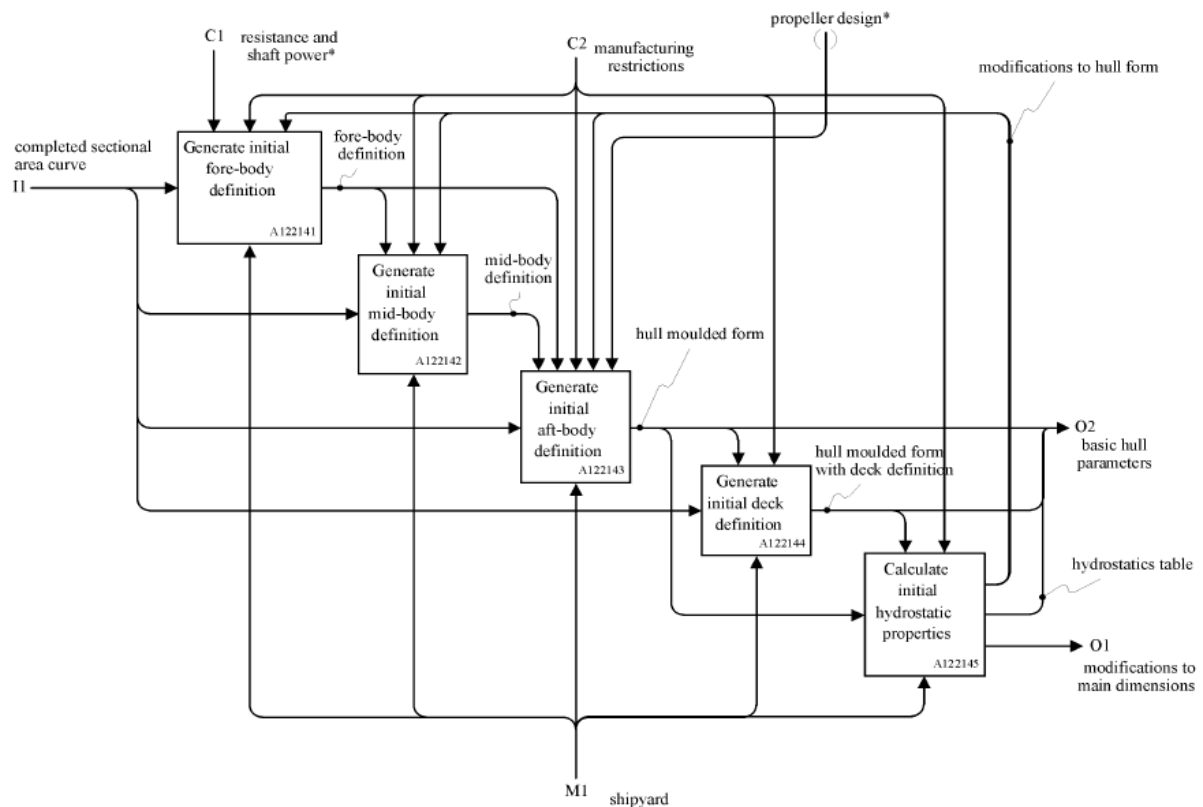 propeller design*
C1
resistance and
shaft power*
C2
manufacturing
restrictions
modifications to hull form
completed sectional
area curve
I1
Generate initial
fore-body
definition
A122141
fore-body
definition
Generate
initial
mid-body
definition
A122142
mid-body
definition
hull moulded form
Generate
initial
aft-body
definition
A122143
O2
basic hull
parameters
hull moulded form
with deck definition
Generate
initial deck
definition
A122144
Calculate
initial
hydrostatic
properties
A122145
hydrostatics table
O1
modifications to
main dimensions
M1
shipyard